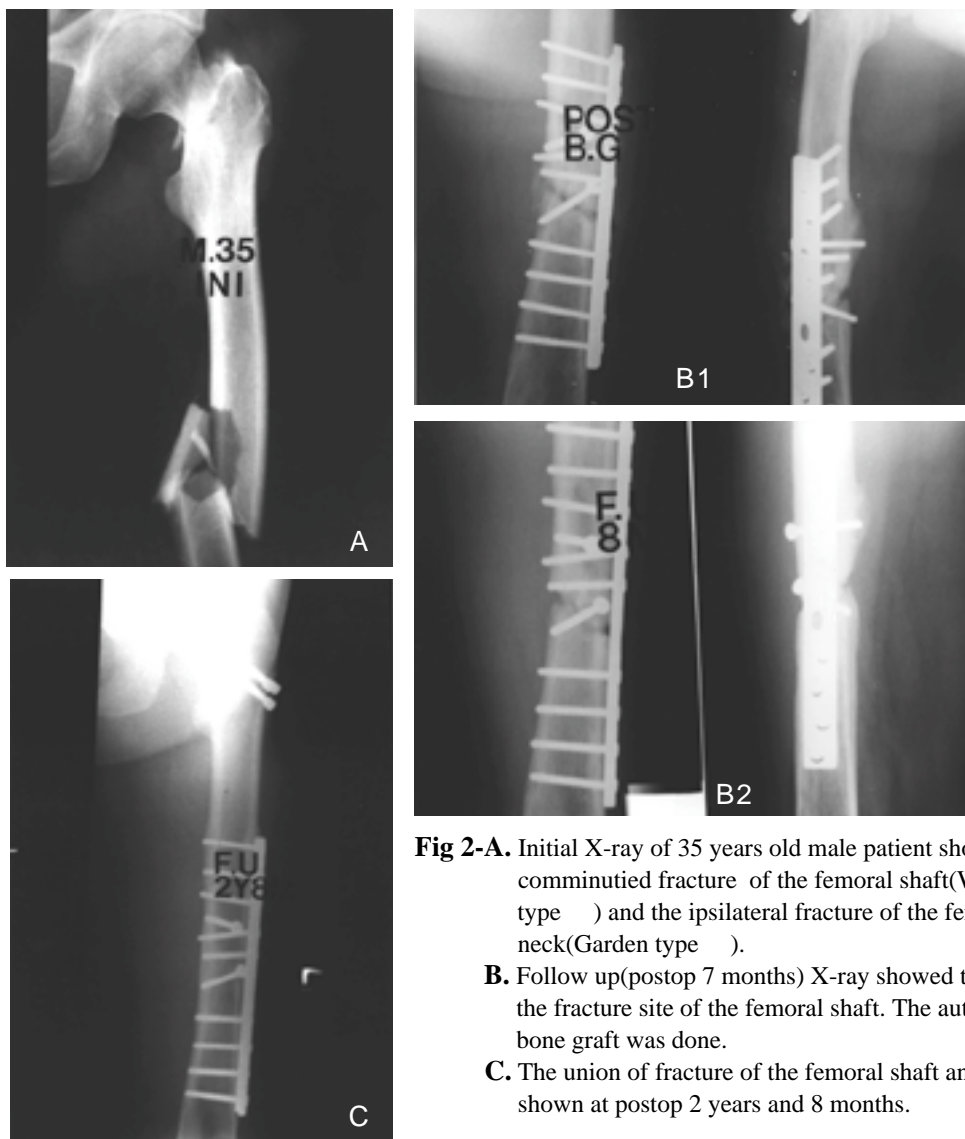 M.35
INI
A
POST
B.G
B1
F.
8
B2
F.U
2Y8
C
Fig 2-A. Initial X-ray of 35 years old male patient sho
comminutied fracture of the femoral shaft(W
type ) and the ipsilateral fracture of the fe
neck(Garden type ).
B. Follow up(postop 7 months) X-ray showed t
the fracture site of the femoral shaft. The aut
bone graft was done.
C. The union of fracture of the femoral shaft an
shown at postop 2 years and 8 months.